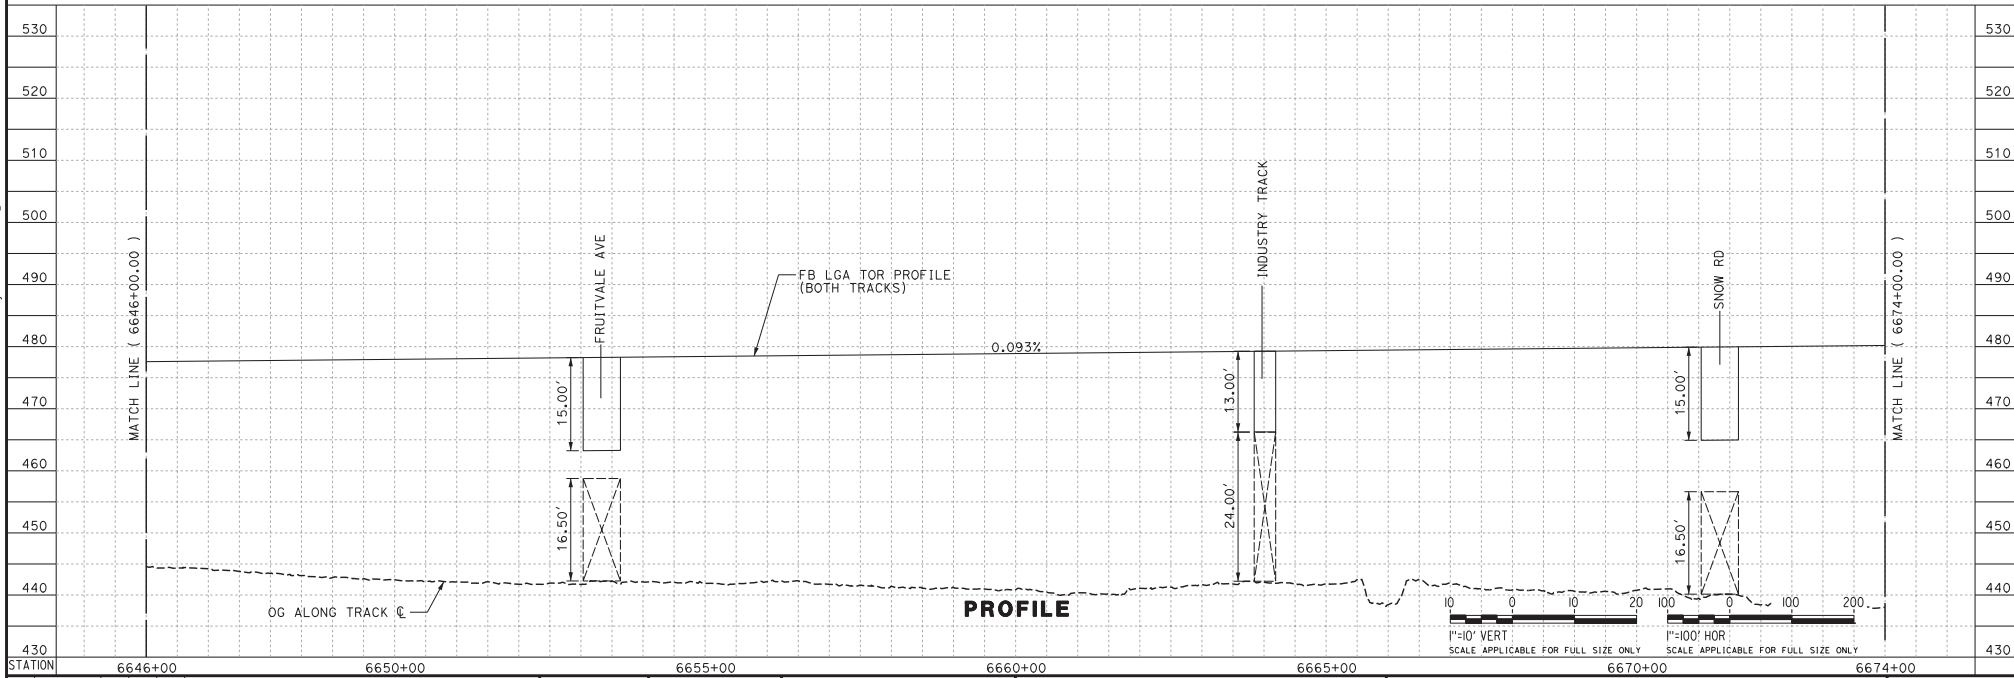 530
520
510
500
490
480
470
460
450
440
430
STATION
MATCH LINE ( 6646+00.00 )
FRUITVALE AVE
15.00'
16.50'
FB LGA TOR PROFILE
(BOTH TRACKS)
0.093%
INDUSTRY TRACK
13.00'
24.00'
SNOW RD
15.00'
16.50'
MATCH LINE ( 6674+00.00 )
OG ALONG TRACK ℄
PROFILE
10 0 10 20
1"=10' VERT
SCALE APPLICABLE FOR FULL SIZE ONLY
100 0 100 200
1"=100' HOR
SCALE APPLICABLE FOR FULL SIZE ONLY
6646+00 6650+00 6655+00 6660+00 6665+00 6670+00 6674+00
530
520
510
500
490
480
470
460
450
440
430